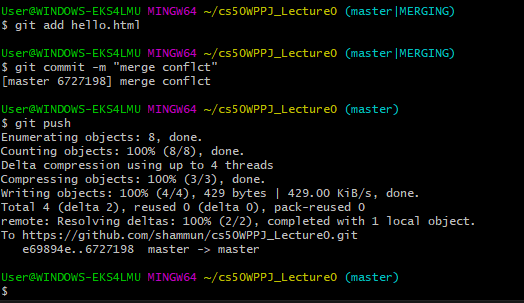 User@WINDOWS-EKS4LMU MINGW64 ~/cs50WPPJ_Lecture0 (master|MERGING)
$ git add hello.html
User@WINDOWS-EKS4LMU MINGW64 ~/cs50WPPJ_Lecture0 (master|MERGING)
$ git commit -m "merge conflct"
[master 6727198] merge conflct
User@WINDOWS-EKS4LMU MINGW64 ~/cs50WPPJ_Lecture0 (master)
$ git push
Enumerating objects: 8, done.
Counting objects: 100% (8/8), done.
Delta compression using up to 4 threads
Compressing objects: 100% (3/3), done.
Writing objects: 100% (4/4), 429 bytes | 429.00 KiB/s, done.
Total 4 (delta 2), reused 0 (delta 0), pack-reused 0
remote: Resolving deltas: 100% (2/2), completed with 1 local object.
To https://github.com/shammun/cs50WPPJ_Lecture0.git
   e69894e..6727198  master -> master
User@WINDOWS-EKS4LMU MINGW64 ~/cs50WPPJ_Lecture0 (master)
$